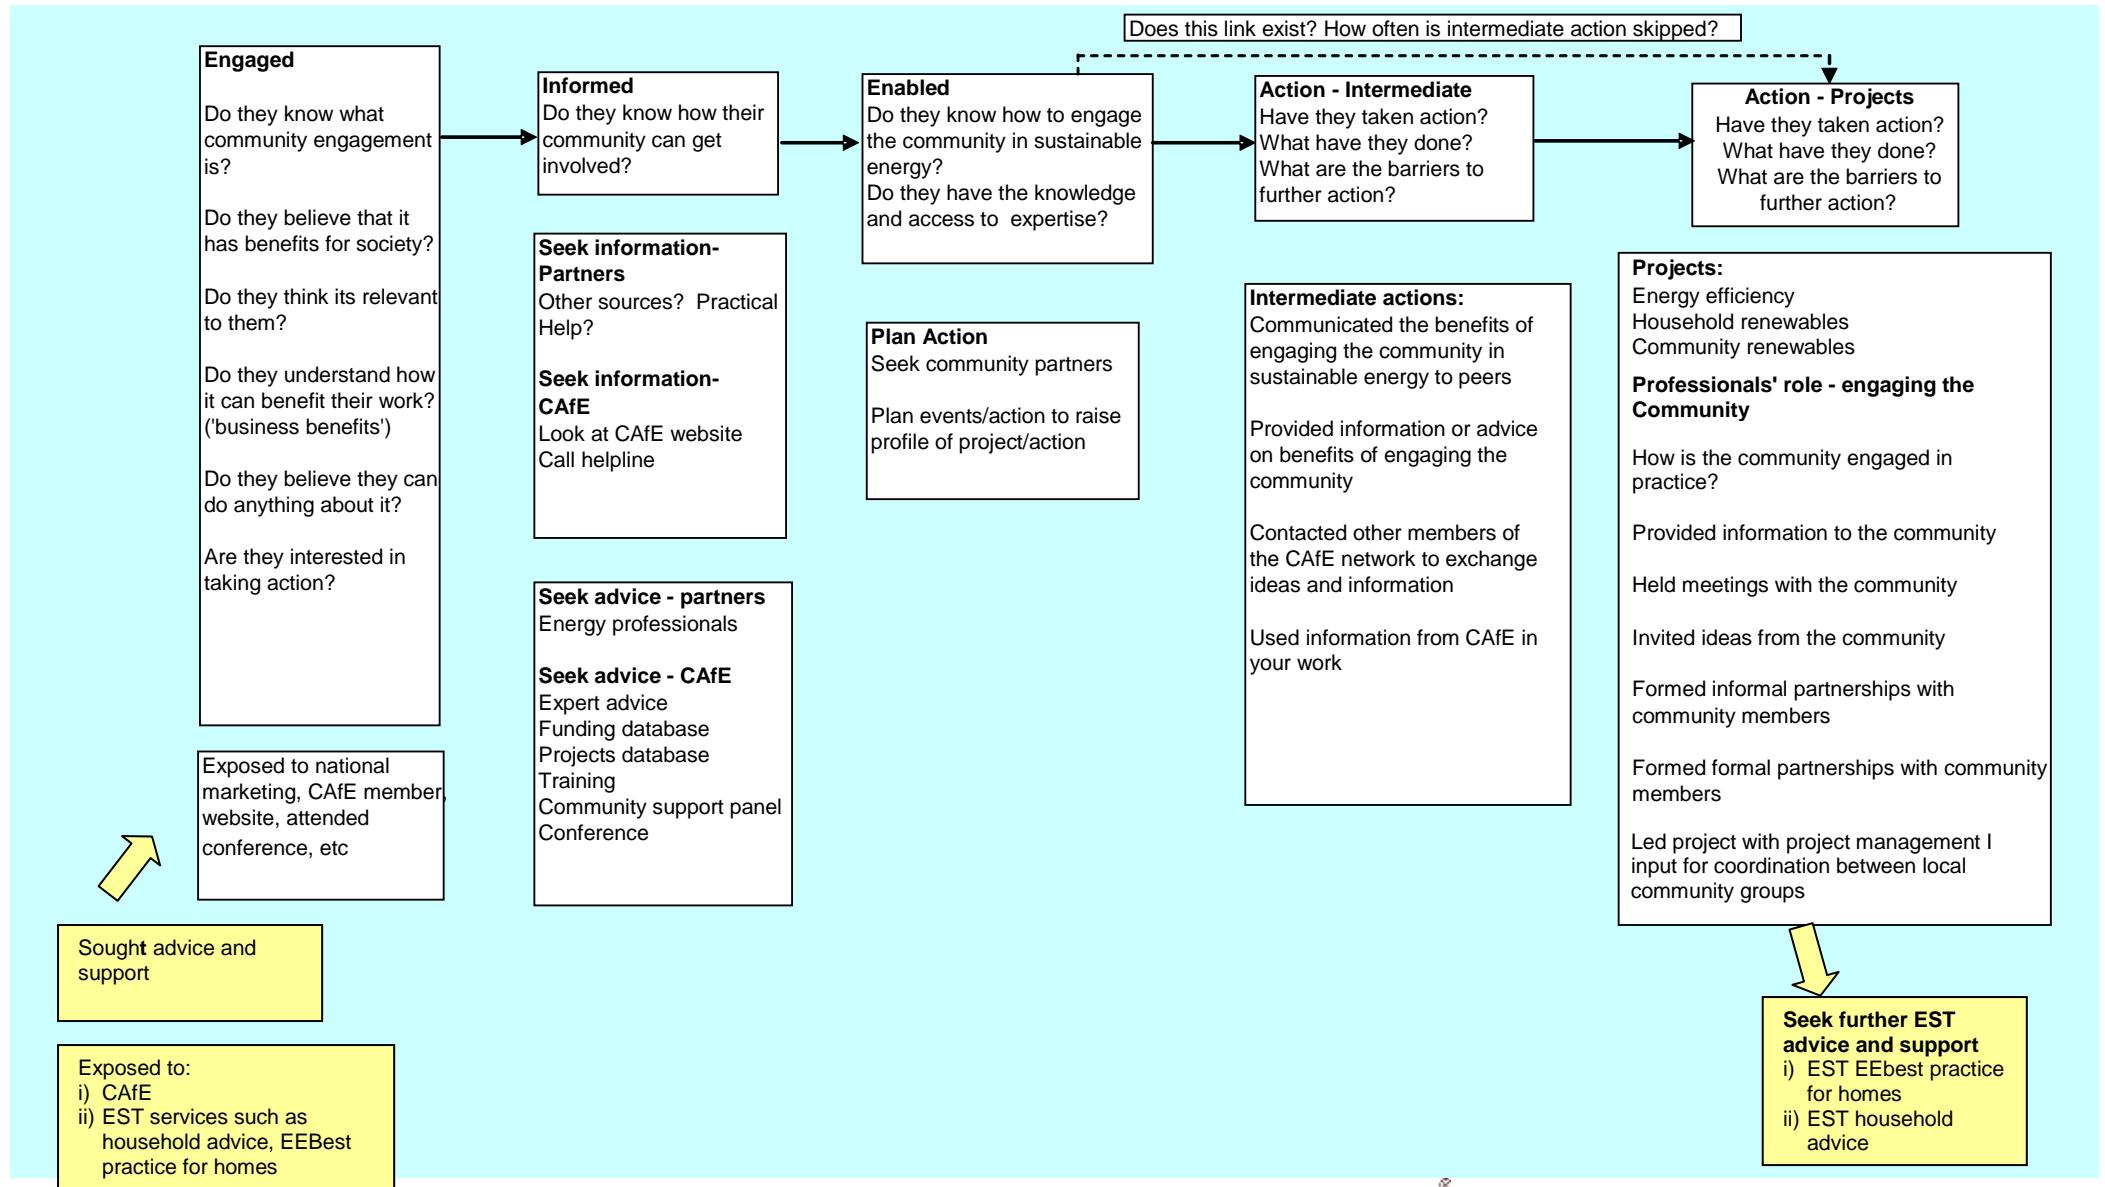 Does this link exist? How often is intermediate action skipped?
Engaged
Do they know what
community engagement
is?
Do they believe that it
has benefits for society?
Do they think its relevant
to them?
Do they understand how
it can benefit their work?
('business benefits')
Do they believe they can
do anything about it?
Are they interested in
taking action?
Exposed to national
marketing, CAfE member,
website, attended
conference, etc
Sought advice and
support
Exposed to:
i) CAfE
ii) EST services such as
household advice, EEBest
practice for homes
Informed
Do they know how their
community can get
involved?
Seek information-
Partners
Other sources?  Practical
Help?
Seek information-
CAfE
Look at CAfE website
Call helpline
Seek advice - partners
Energy professionals
Seek advice - CAfE
Expert advice
Funding database
Projects database
Training
Community support panel
Conference
Enabled
Do they know how to engage
the community in sustainable
energy?
Do they have the knowledge
and access to  expertise?
Plan Action
Seek community partners
Plan events/action to raise
profile of project/action
Action - Intermediate
Have they taken action?
What have they done?
What are the barriers to
further action?
Intermediate actions:
Communicated the benefits of
engaging the community in
sustainable energy to peers
Provided information or advice
on benefits of engaging the
community
Contacted other members of
the CAfE network to exchange
ideas and information
Used information from CAfE in
your work
Action - Projects
Have they taken action?
What have they done?
What are the barriers to
further action?
Projects:
Energy efficiency
Household renewables
Community renewables
Professionals' role - engaging the
Community
How is the community engaged in
practice?
Provided information to the community
Held meetings with the community
Invited ideas from the community
Formed informal partnerships with
community members
Formed formal partnerships with community
members
Led project with project management I
input for coordination between local
community groups
Seek further EST
advice and support
i) EST EEbest practice
for homes
ii) EST household
advice